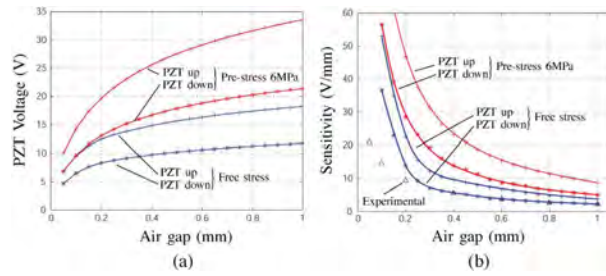 35
30
25
20
15
10
5
0
PZT Voltage (V)
PZT up
PZT down
Pre-stress 6MPa
PZT up
PZT down
Free stress
0 0.2 0.4 0.6 0.8 1
Air gap (mm)
(a)
60
50
40
30
20
10
0
Sensitivity (V/mm)
PZT up
PZT down
Pre-stress 6MPa
PZT up
PZT down
Free stress
Experimental
0 0.2 0.4 0.6 0.8 1
Air gap (mm)
(b)